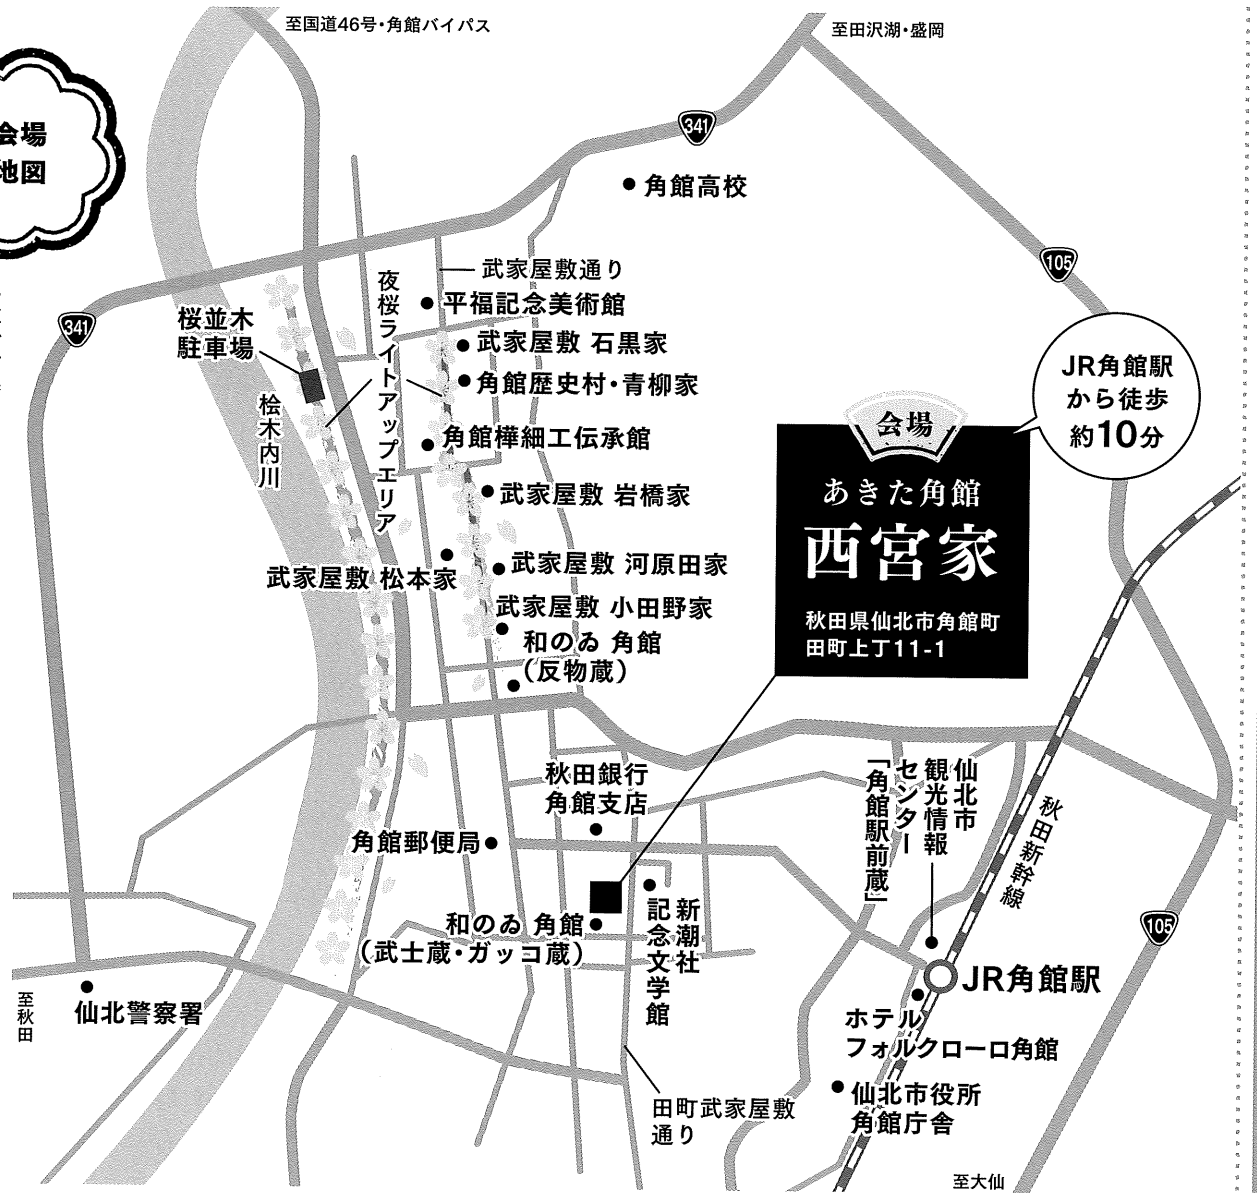 至国道46号・角館バイパス
至田沢湖・盛岡
会場
地図
341
角館高校
105
武家屋敷通り
夜桜ライトアップエリア
平福記念美術館
桜並木
駐車場
341
武家屋敷 石黒家
角館歴史村・青柳家
JR角館駅
から徒歩
約10分
桧木内川
角館樺細工伝承館
会場
あきた角館
西宮家
秋田県仙北市角館町
田町上丁11-1
武家屋敷 岩橋家
武家屋敷 松本家
武家屋敷 河原田家
武家屋敷 小田野家
和のゐ 角館
(反物蔵)
秋田銀行
角館支店
仙北市
観光情報
センター
「角館駅前蔵」
秋田新幹線
角館郵便局
新潮社
記念文学館
和のゐ 角館
(武士蔵・ガッコ蔵)
105
JR角館駅
至秋田
仙北警察署
ホテル
フォルクローロ角館
仙北市役所
角館庁舎
田町武家屋敷
通り
至大仙